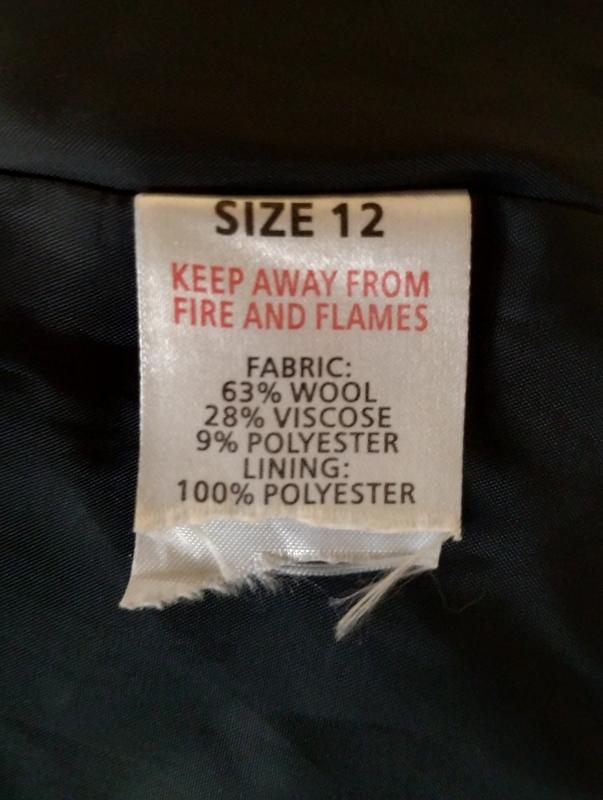 SIZE 12
KEEP AWAY FROM
FIRE AND FLAMES
FABRIC:
63% WOOL
28% VISCOSE
9% POLYESTER
LINING:
100% POLYESTER